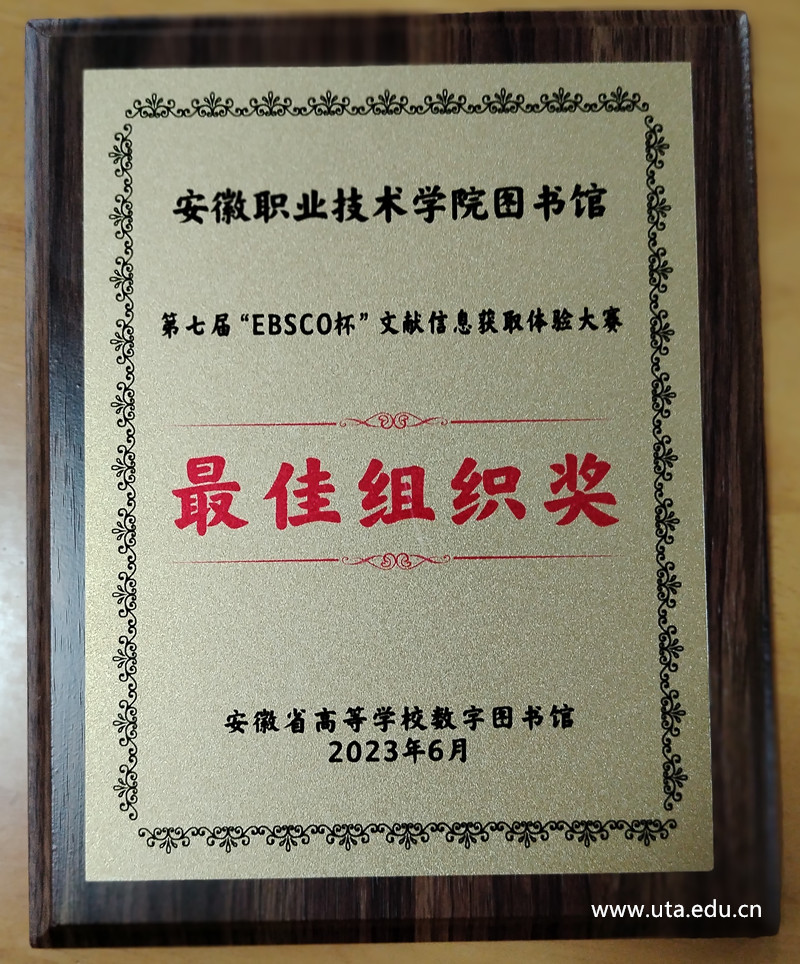 安徽职业技术学院图书馆
第七届“EBSCO杯”文献信息获取体验大赛
最佳组织奖
安徽省高等学校数字图书馆
2023年6月
www.uta.edu.cn